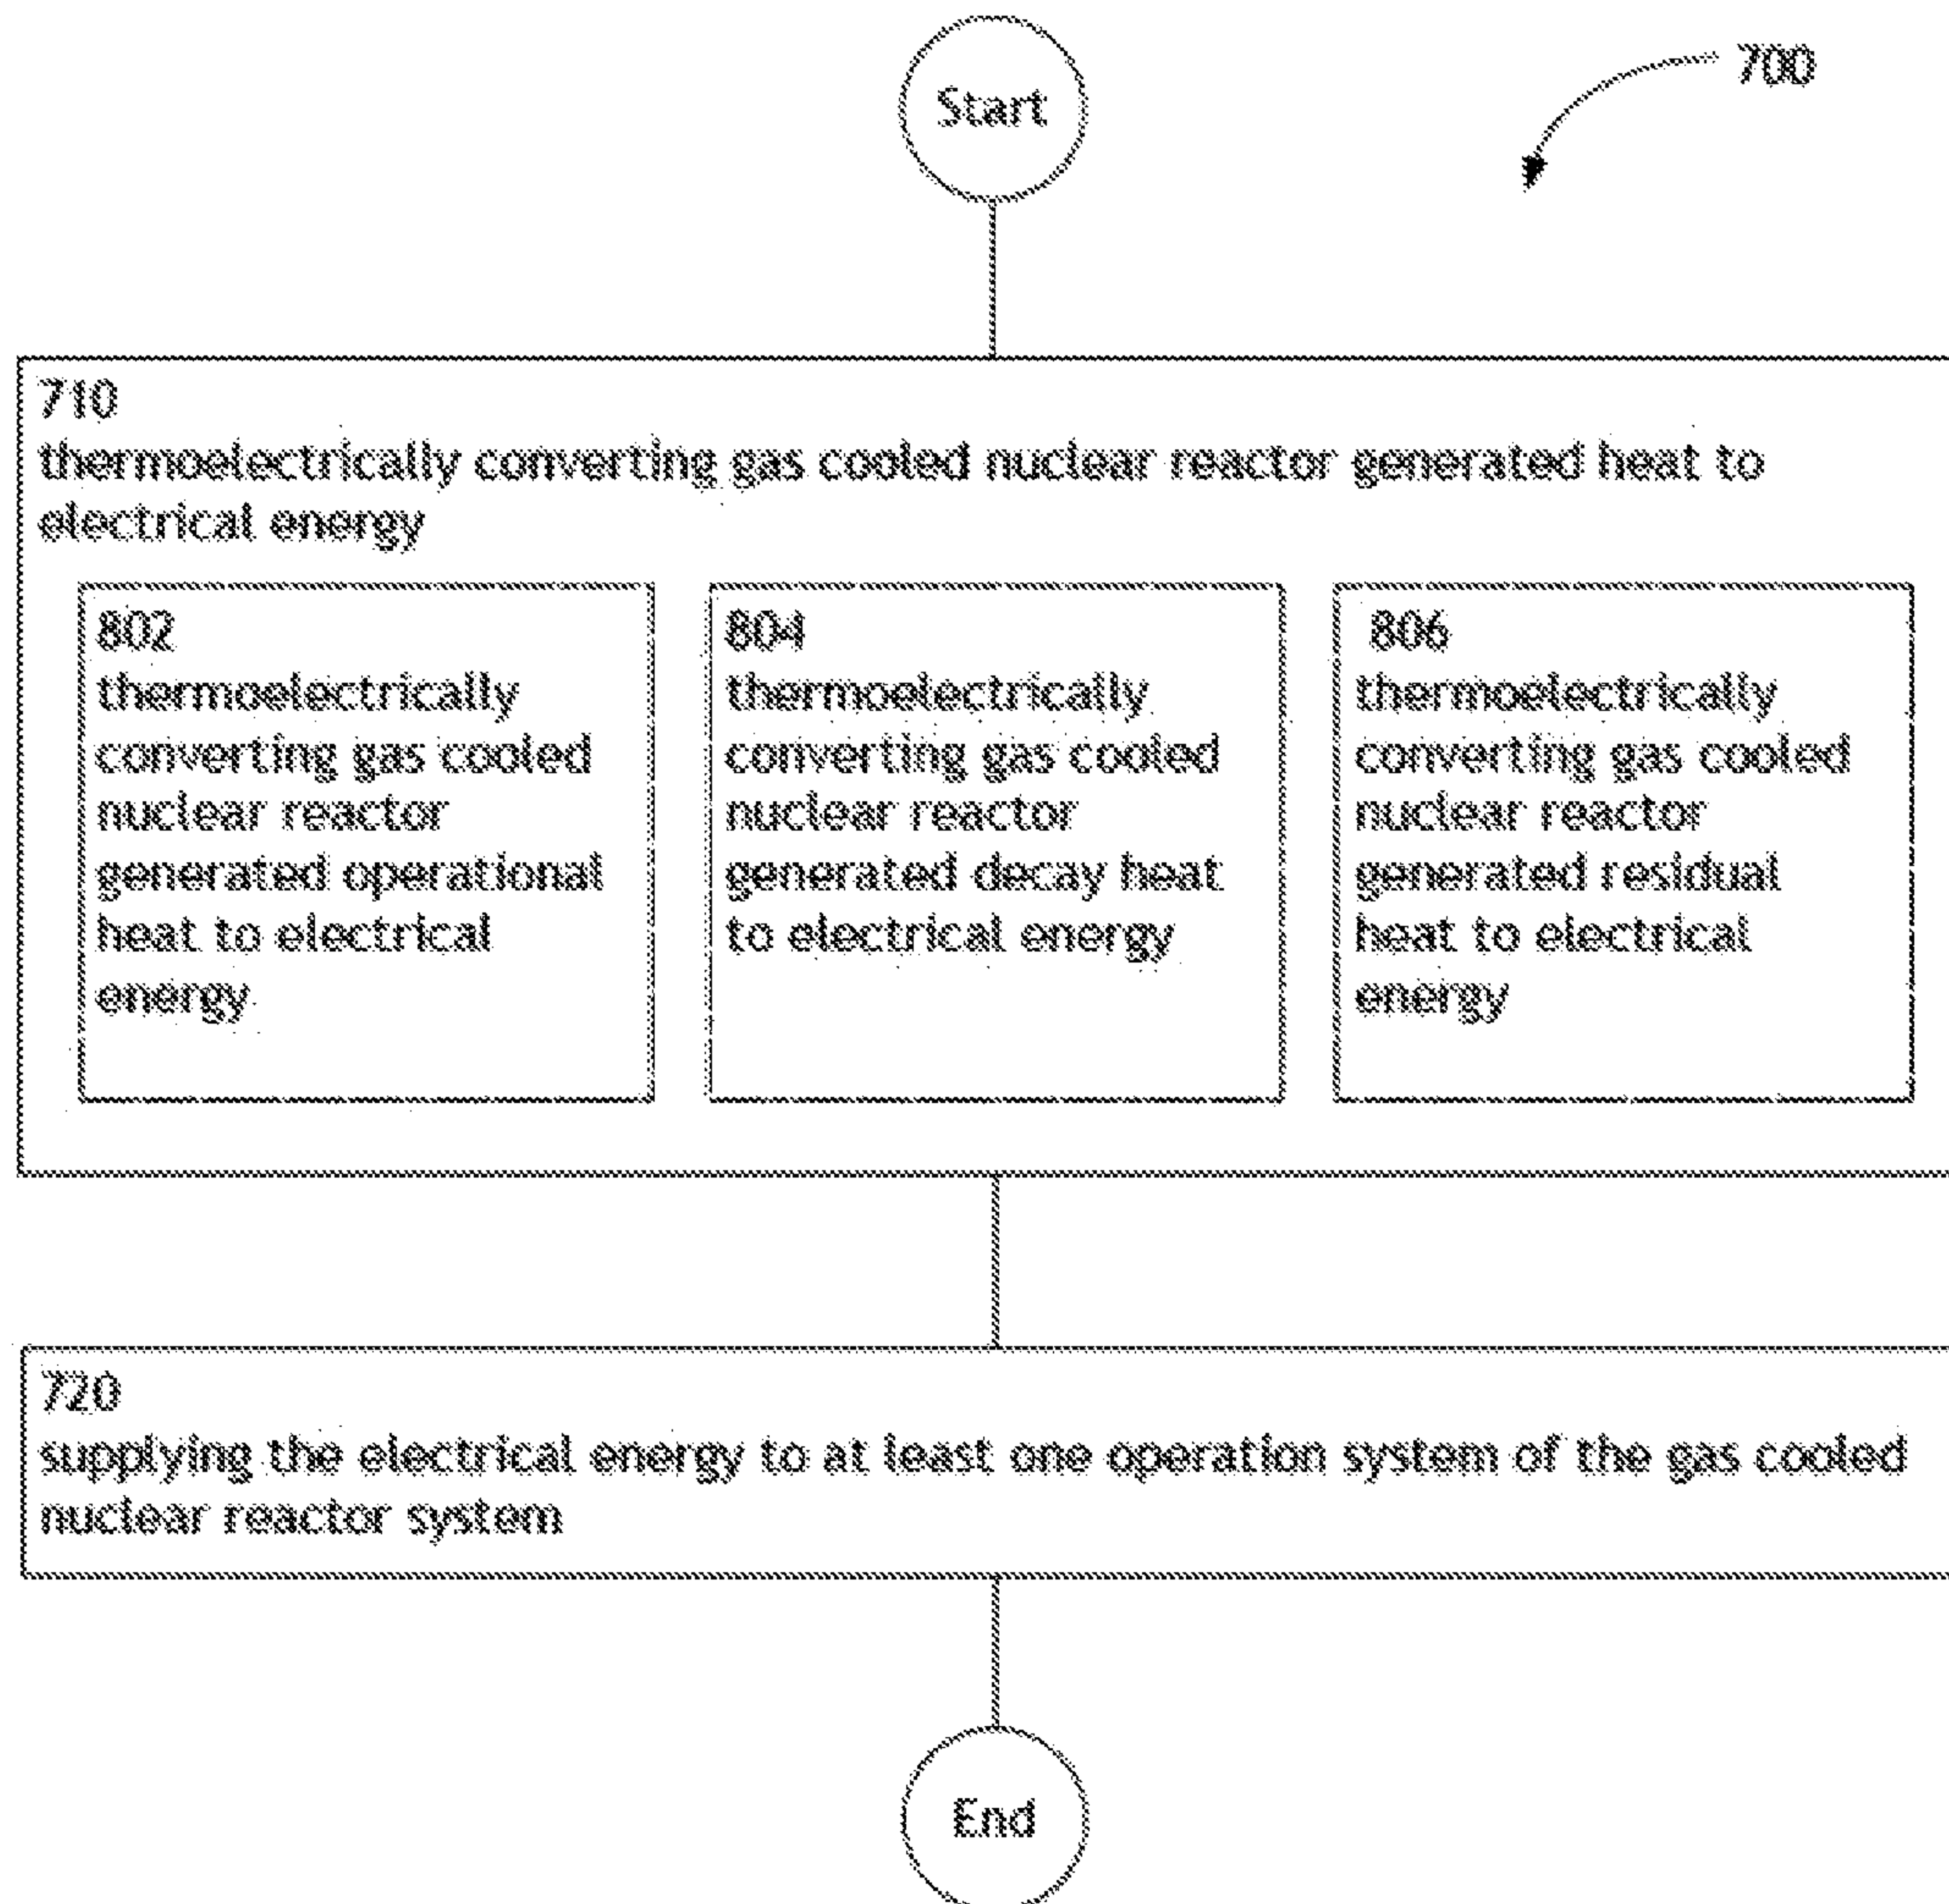 Start
700
710
thermoelectrically converting gas cooled nuclear reactor generated heat to
electrical energy
802
thermoelectrically
converting gas cooled
nuclear reactor
generated operational
heat to electrical
energy
804
thermoelectrically
converting gas cooled
nuclear reactor
generated decay heat
to electrical energy
806
thermoelectrically
converting gas cooled
nuclear reactor
generated residual
heat to electrical
energy
720
supplying the electrical energy to at least one operation system of the gas cooled
nuclear reactor system
End